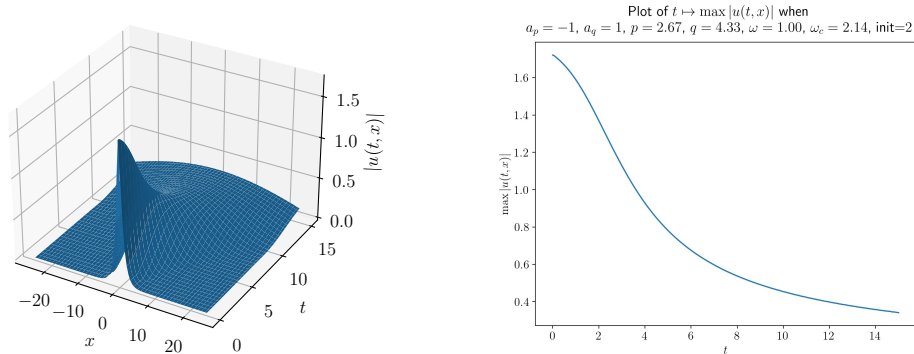 1.5
1.0
0.5
0.0
|u(t, x)|
−20
−10
0
10
20
x
0
5
10
15
t
Plot of t ↦ max |u(t, x)| when
a_p = −1, a_q = 1, p = 2.67, q = 4.33, ω = 1.00, ω_c = 2.14, init=2
1.6
1.4
1.2
1.0
0.8
0.6
0.4
max |u(t, x)|
0 2 4 6 8 10 12 14
t